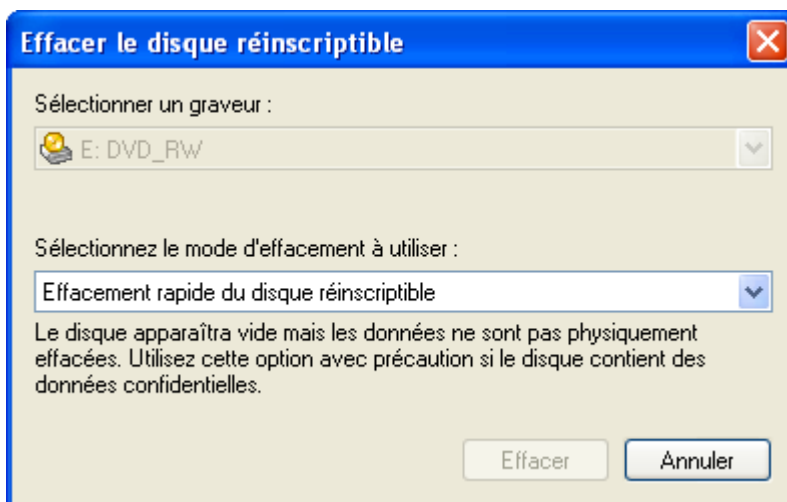 Effacer le disque réinscriptible
Sélectionner un graveur :
E: DVD_RW
Sélectionnez le mode d'effacement à utiliser :
Effacement rapide du disque réinscriptible
Le disque apparaîtra vide mais les données ne sont pas physiquement
effacées. Utilisez cette option avec précaution si le disque contient des
données confidentielles.
Effacer
Annuler